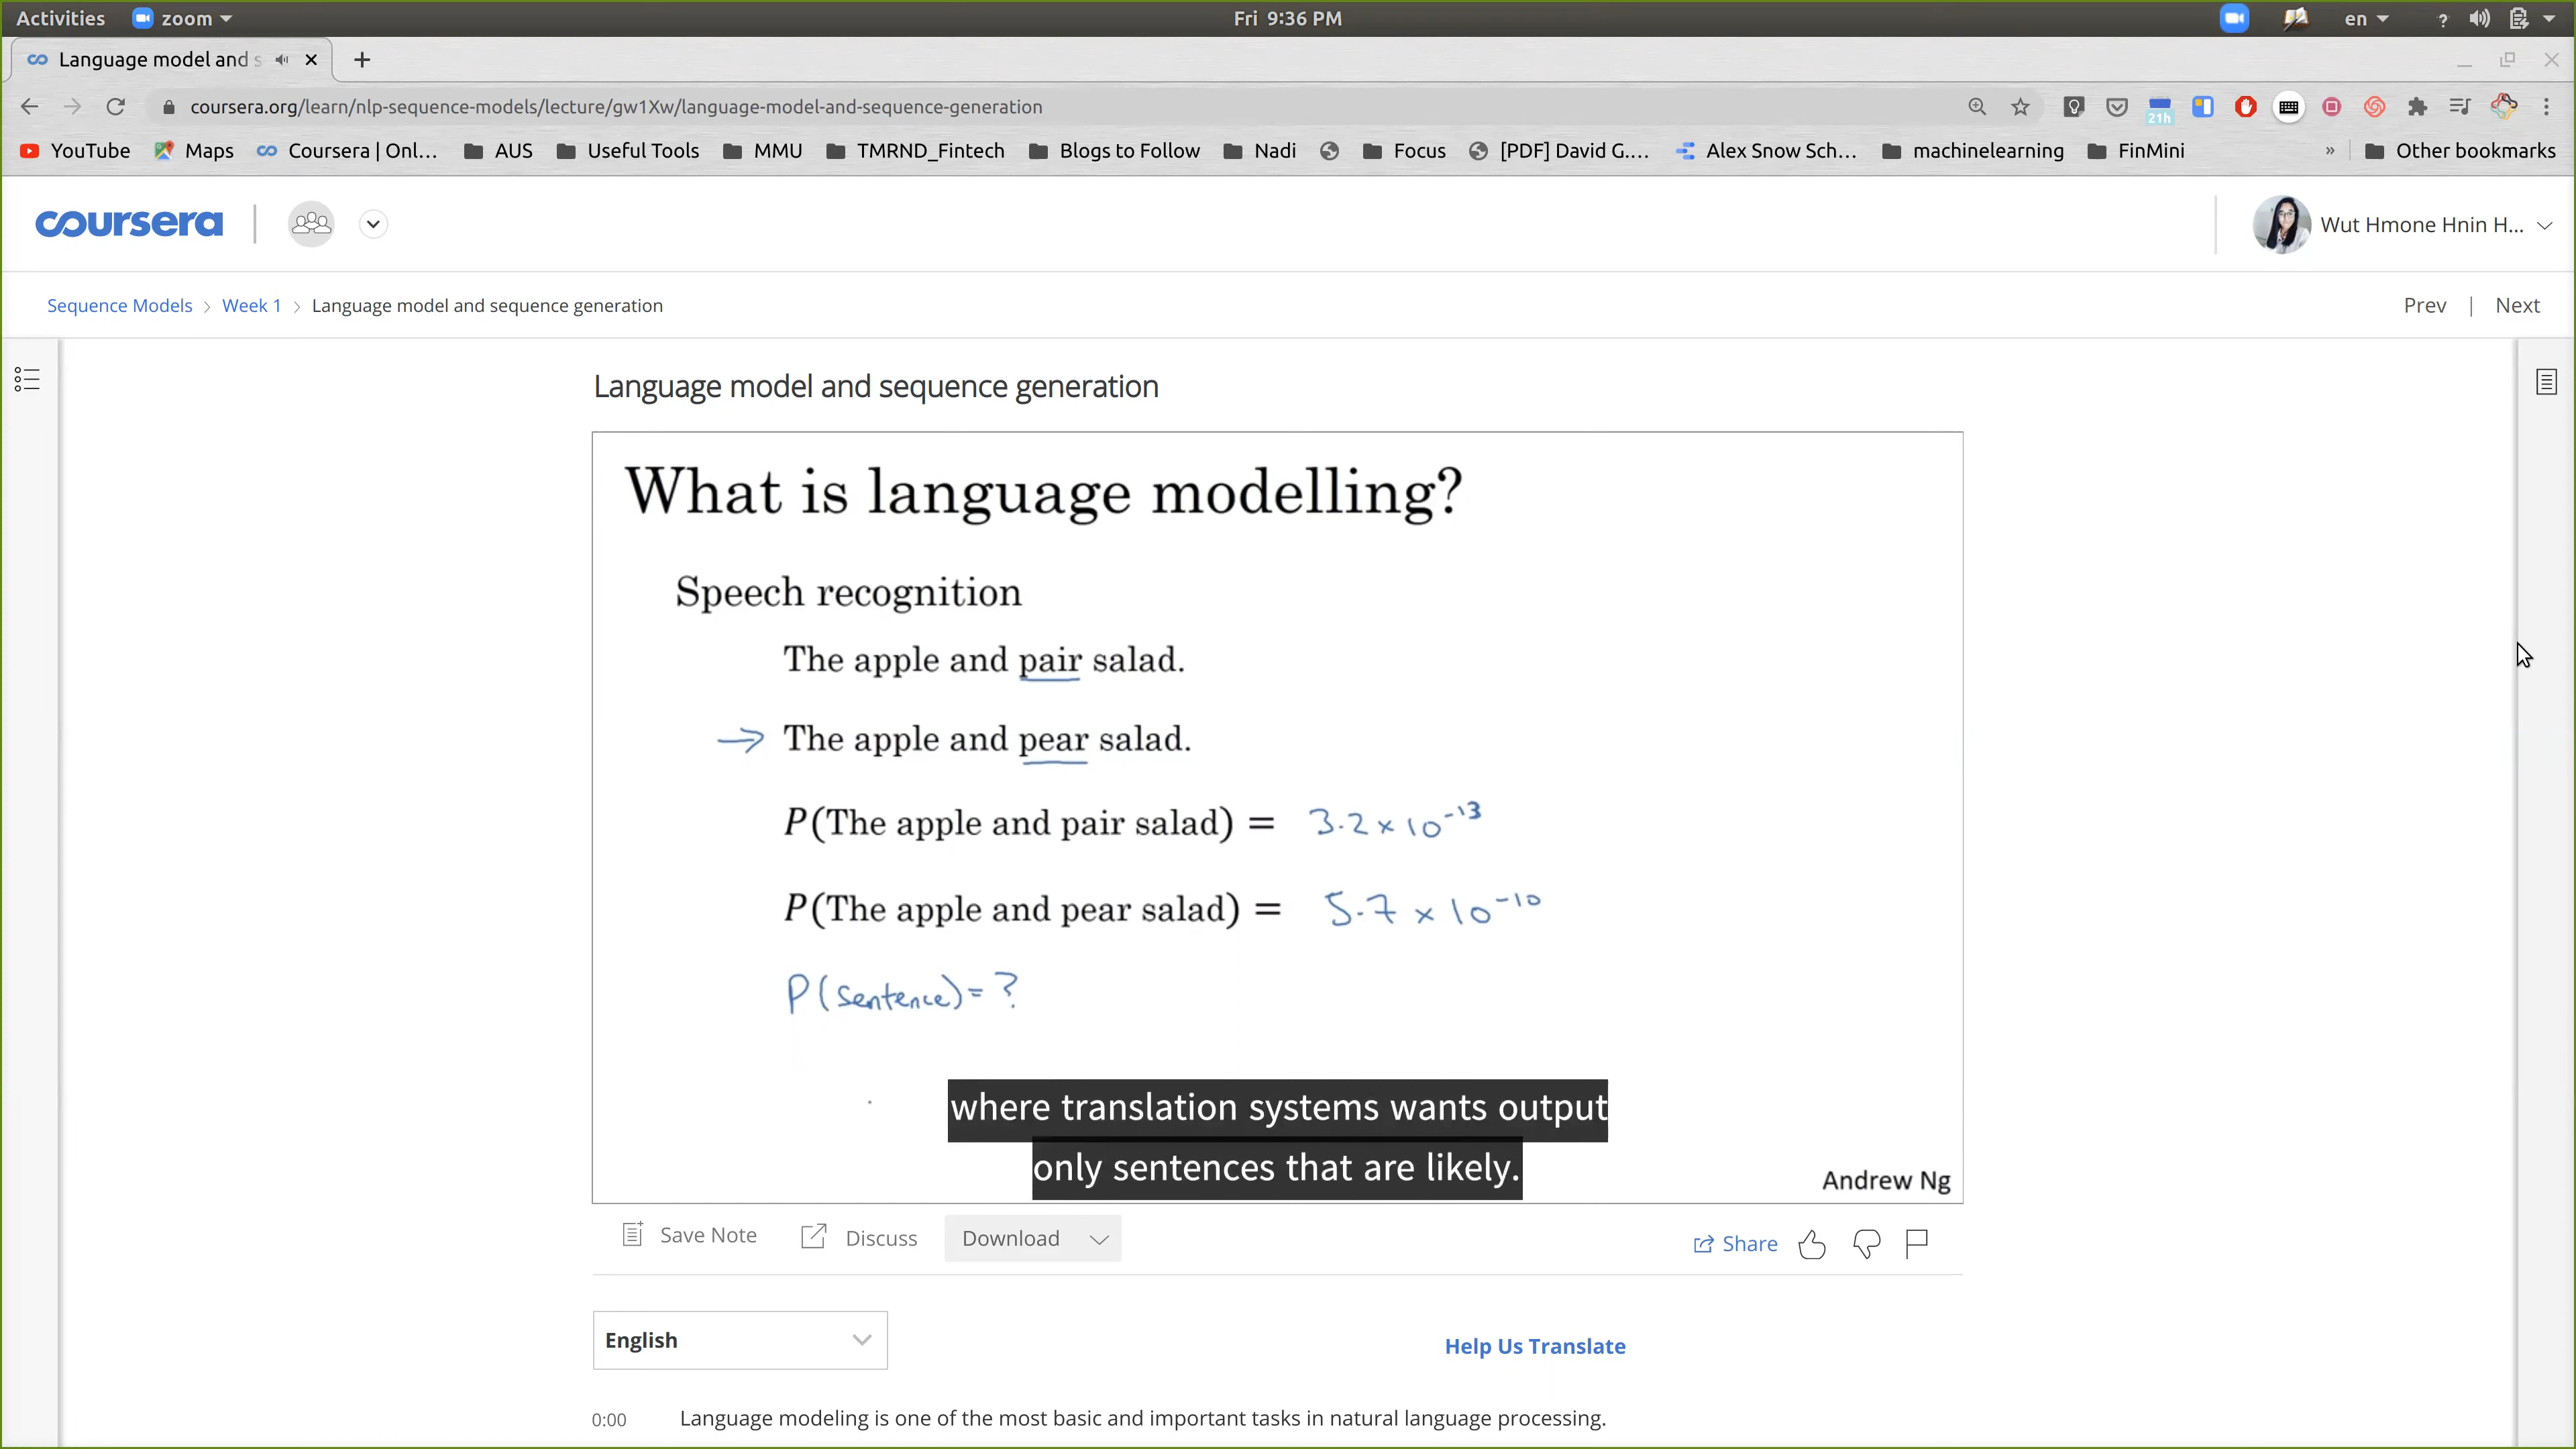 Activities zoom Fri 9:36 PM en ?
Language model and s
coursera.org/learn/nlp-sequence-models/lecture/gw1Xw/language-model-and-sequence-generation 21h
YouTube Maps Coursera | Onl... AUS Useful Tools MMU TMRND_Fintech Blogs to Follow Nadi Focus [PDF] David G.... Alex Snow Sch... machinelearning FinMini » Other bookmarks
coursera Wut Hmone Hnin H...
Sequence Models > Week 1 > Language model and sequence generation Prev | Next
Language model and sequence generation
What is language modelling?
Speech recognition
The apple and pair salad.
→ The apple and pear salad.
P(The apple and pair salad) = 3.2 × 10⁻¹³
P(The apple and pear salad) = 5.7 × 10⁻¹⁰
P(sentence) = ?
where translation systems wants output
only sentences that are likely.
Andrew Ng
Save Note Discuss Download Share
English Help Us Translate
0:00 Language modeling is one of the most basic and important tasks in natural language processing.